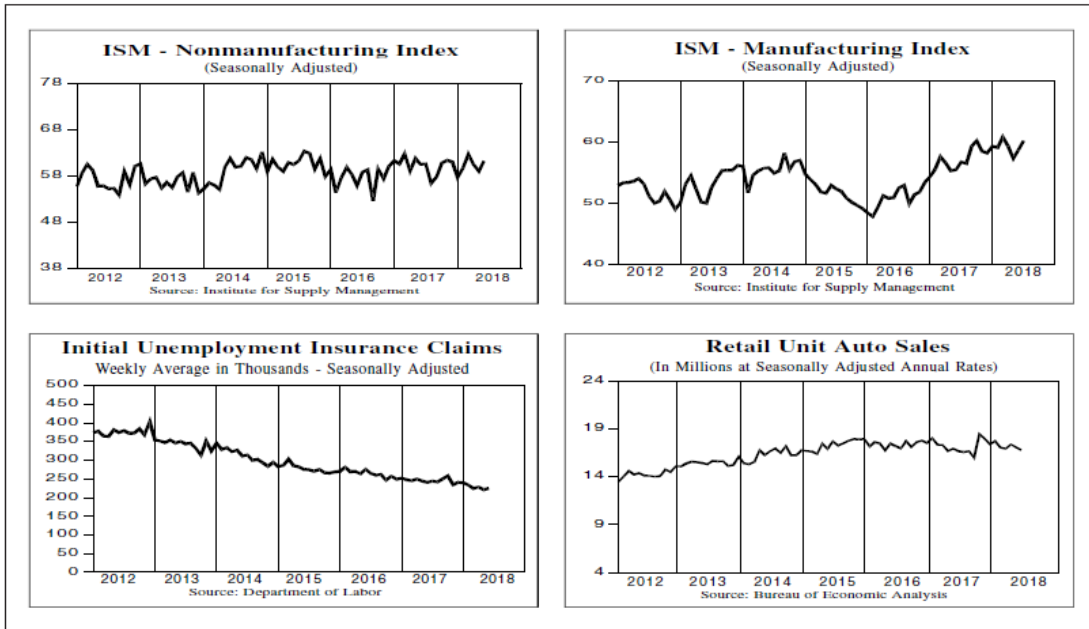 ISM - Nonmanufacturing Index
(Seasonally Adjusted)
78
68
58
48
38
2012 2013 2014 2015 2016 2017 2018
Source: Institute for Supply Management
ISM - Manufacturing Index
(Seasonally Adjusted)
70
60
50
40
2012 2013 2014 2015 2016 2017 2018
Source: Institute for Supply Management
Initial Unemployment Insurance Claims
Weekly Average in Thousands - Seasonally Adjusted
500
450
400
350
300
250
200
150
100
50
0
2012 2013 2014 2015 2016 2017 2018
Source: Department of Labor
Retail Unit Auto Sales
(In Millions at Seasonally Adjusted Annual Rates)
24
19
14
9
4
2012 2013 2014 2015 2016 2017 2018
Source: Bureau of Economic Analysis